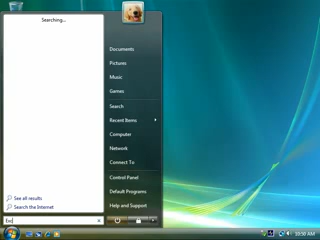 Searching...
Documents
Pictures
Music
Games
Search
Recent Items
Computer
Network
Connect To
Control Panel
Default Programs
Help and Support
See all results
Search the Internet
10:50 AM